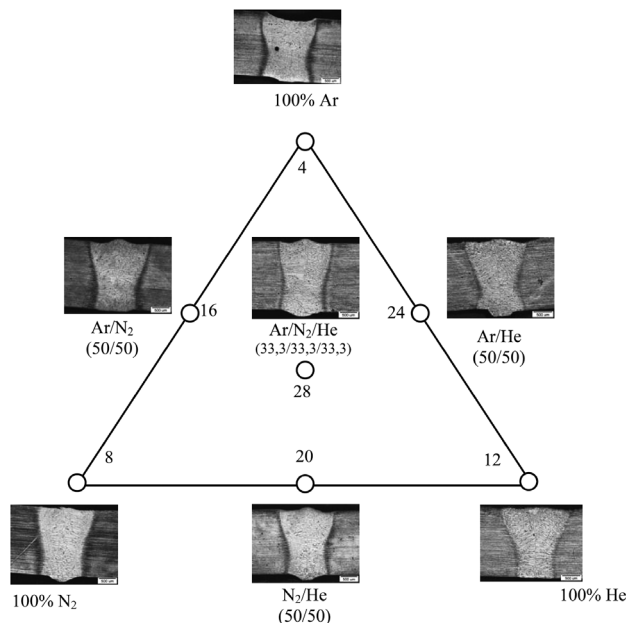 100% Ar
4
16
24
Ar/N₂
(50/50)
Ar/N₂/He
(33,3/33,3/33,3)
Ar/He
(50/50)
28
8
20
12
100% N₂
N₂/He
(50/50)
100% He